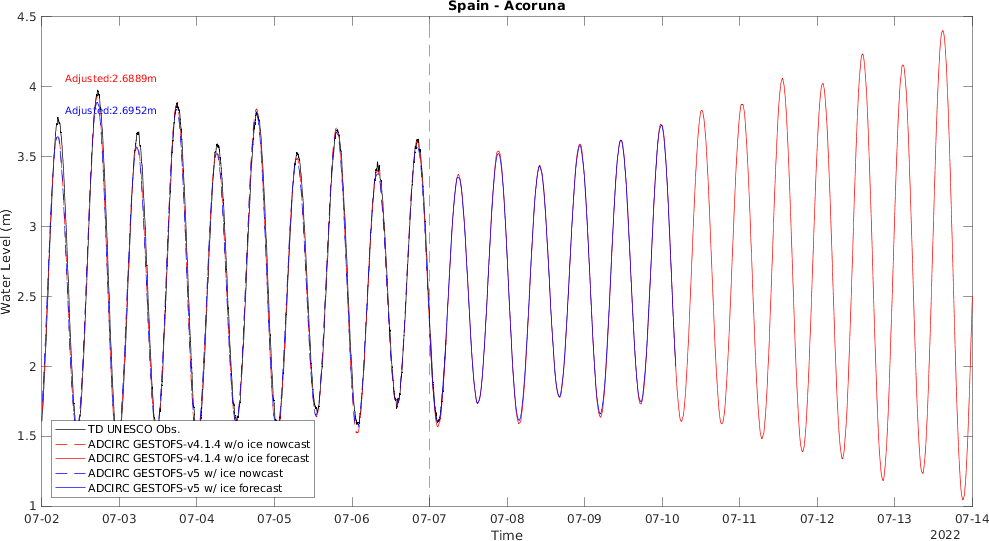 Spain - Acoruna
Water Level (m)
4.5
4
3.5
3
2.5
2
1.5
1
Adjusted:2.6889m
Adjusted:2.6952m
TD UNESCO Obs.
ADCIRC GESTOFS-v4.1.4 w/o ice nowcast
ADCIRC GESTOFS-v4.1.4 w/o ice forecast
ADCIRC GESTOFS-v5 w/ ice nowcast
ADCIRC GESTOFS-v5 w/ ice forecast
07-02 07-03 07-04 07-05 07-06 07-07 07-08 07-09 07-10 07-11 07-12 07-13 07-14
Time
2022